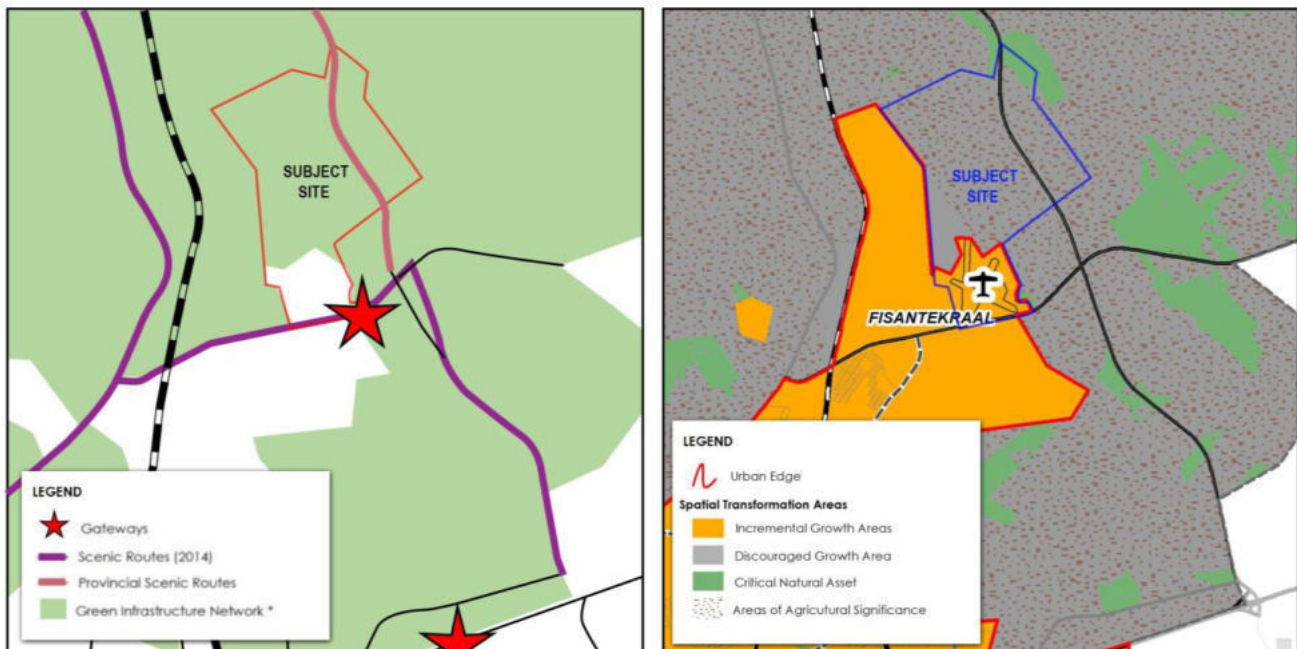 SUBJECT
SITE
LEGEND
Gateways
Scenic Routes (2014)
Provincial Scenic Routes
Green Infrastructure Network *
SUBJECT
SITE
FISANTEKRAAL
LEGEND
Urban Edge
Spatial Transformation Areas
Incremental Growth Areas
Discouraged Growth Area
Critical Natural Asset
Areas of Agricutural Significance